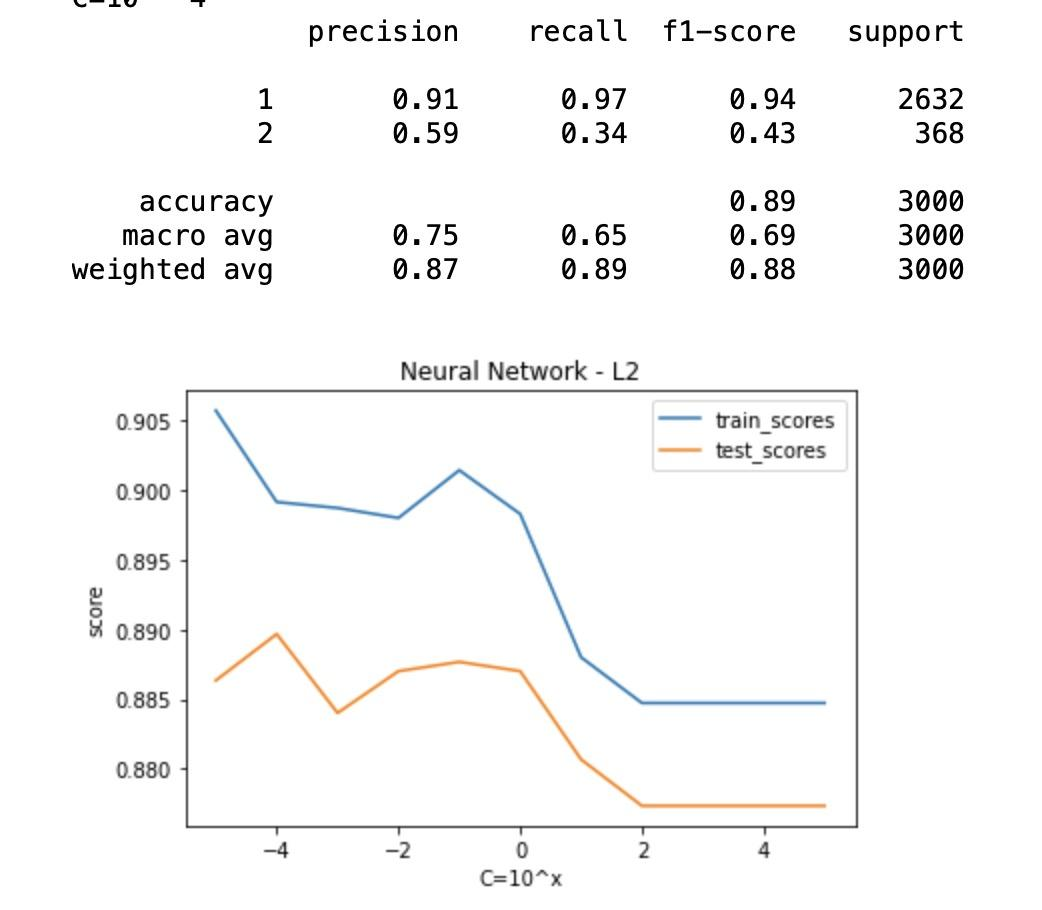 C=10^-4
precision recall f1-score support
1 0.91 0.97 0.94 2632
2 0.59 0.34 0.43 368
accuracy 0.89 3000
macro avg 0.75 0.65 0.69 3000
weighted avg 0.87 0.89 0.88 3000
Neural Network - L2
train_scores
test_scores
score
0.905
0.900
0.895
0.890
0.885
0.880
−4 −2 0 2 4
C=10^x